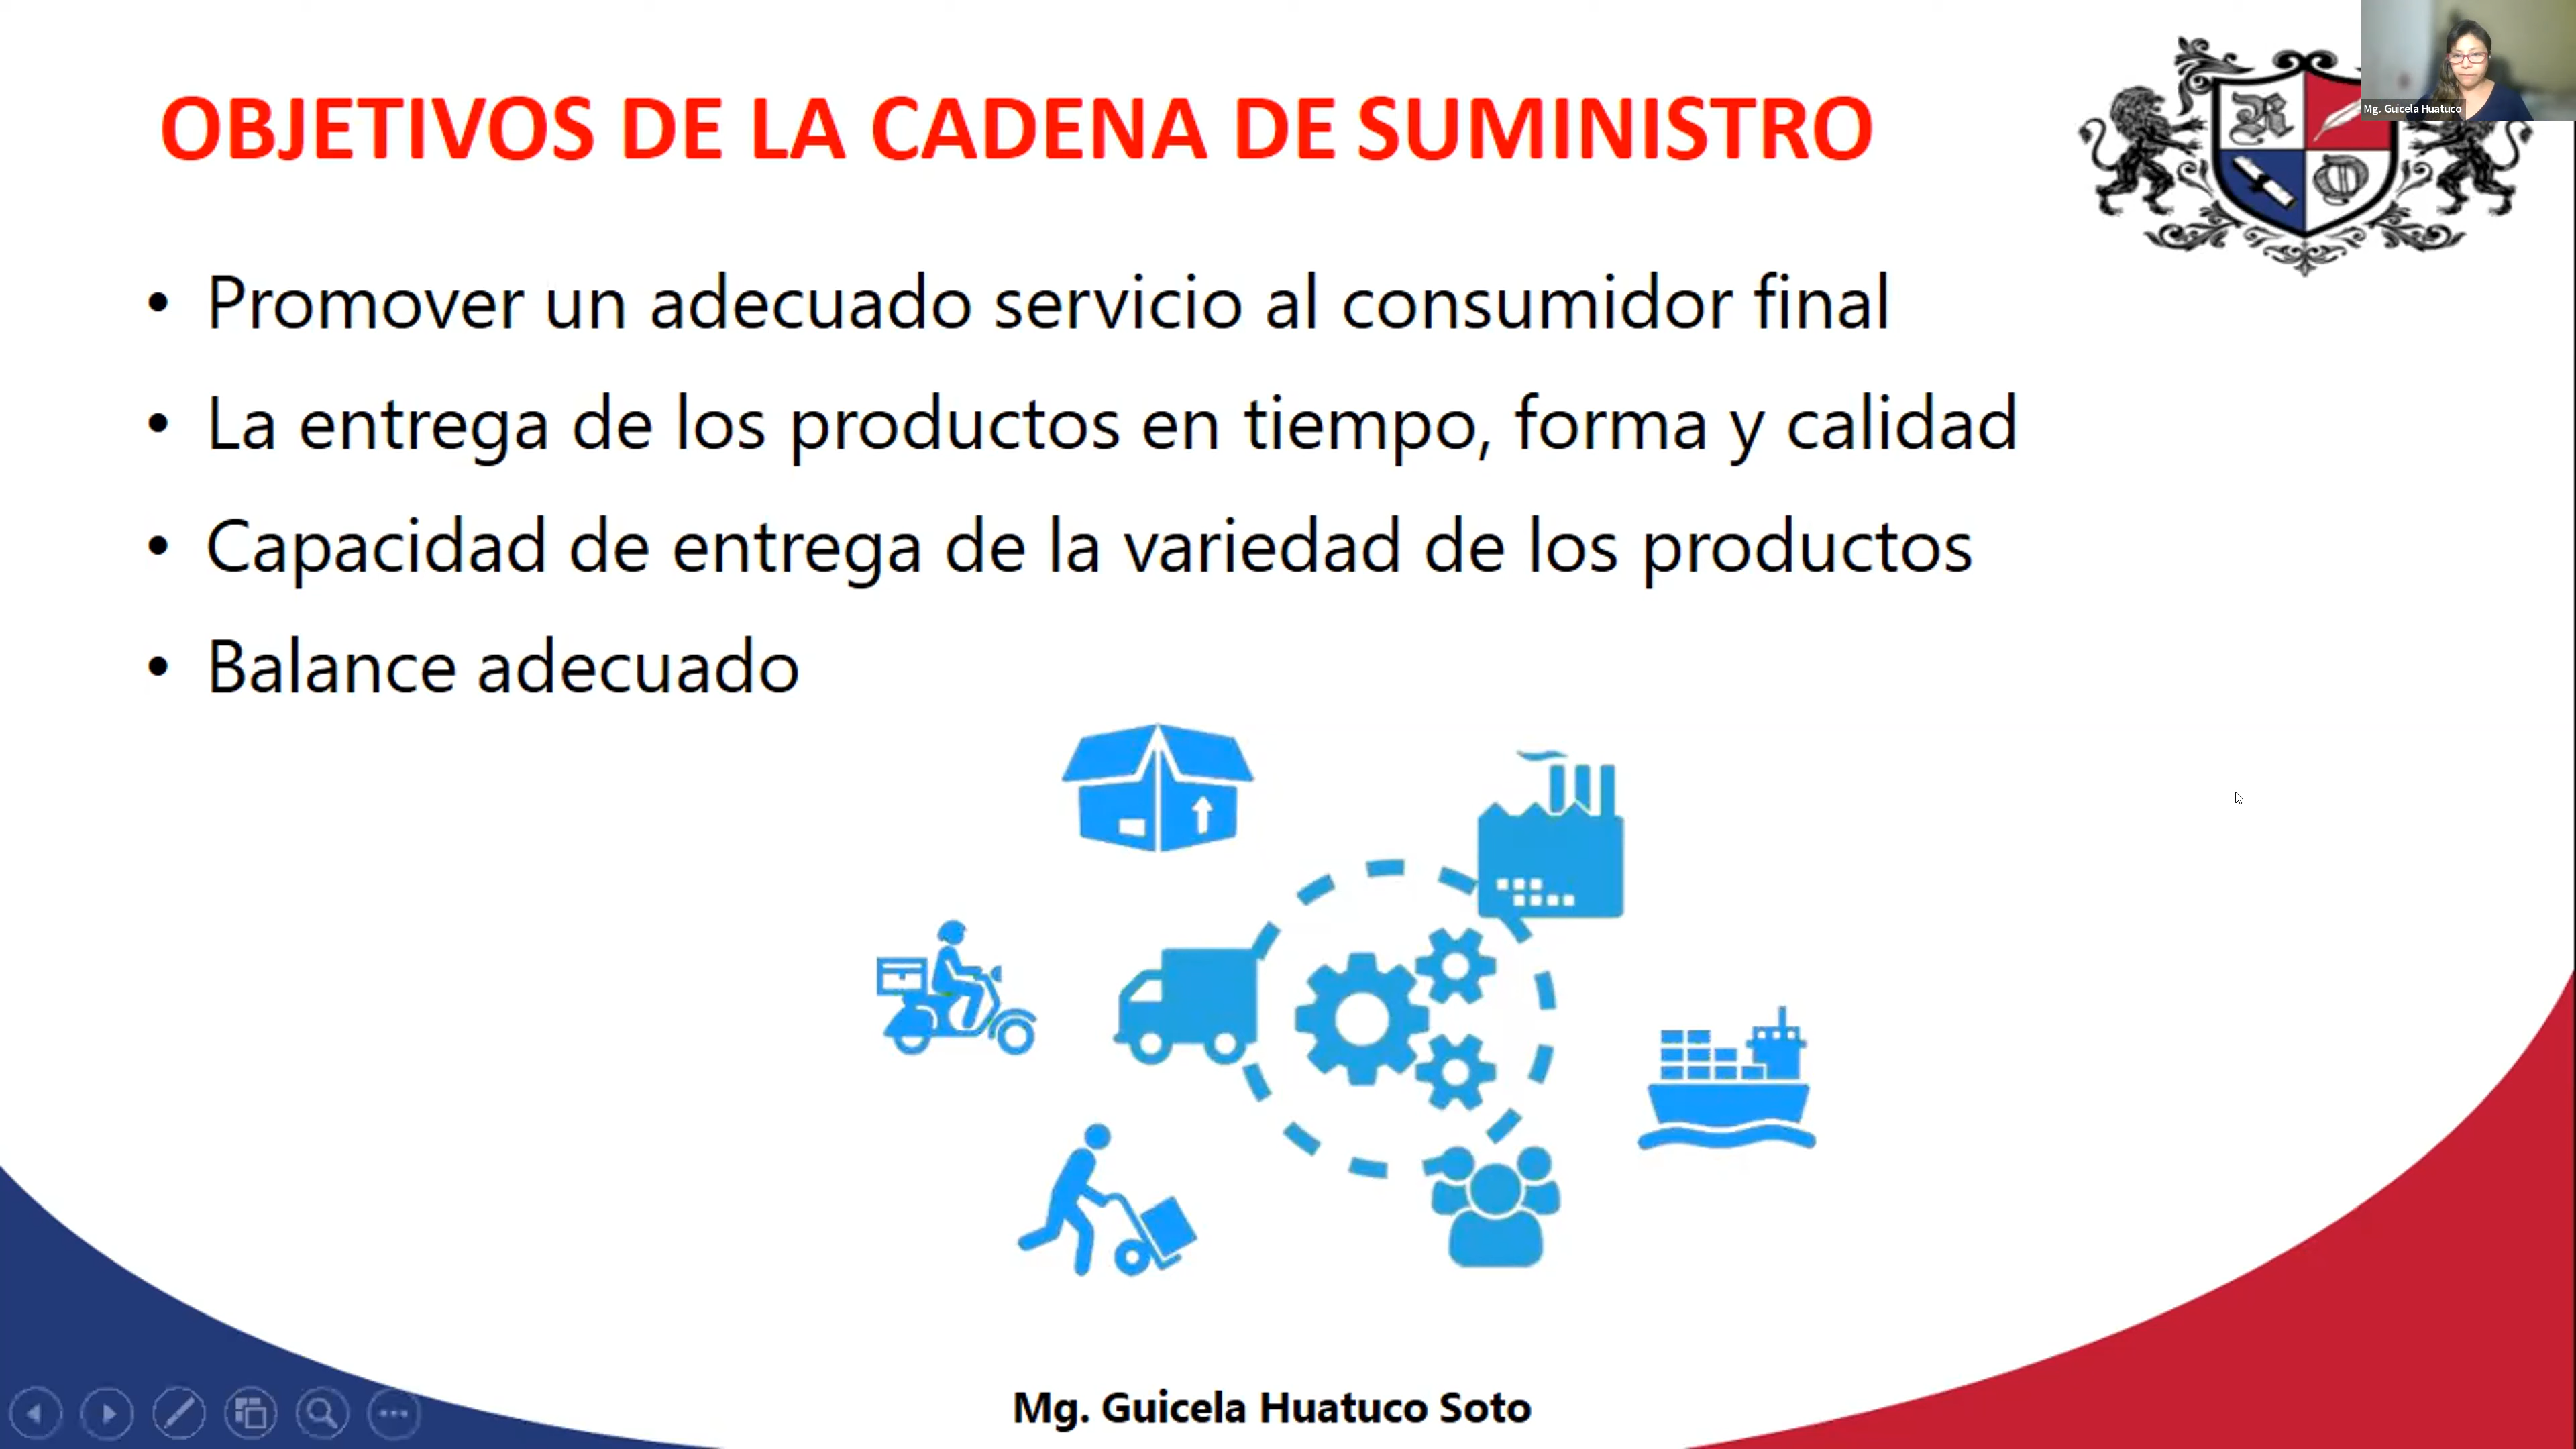 OBJETIVOS DE LA CADENA DE SUMINISTRO
Mg. Guicela Huatuco
• Promover un adecuado servicio al consumidor final
• La entrega de los productos en tiempo, forma y calidad
• Capacidad de entrega de la variedad de los productos
• Balance adecuado
Mg. Guicela Huatuco Soto